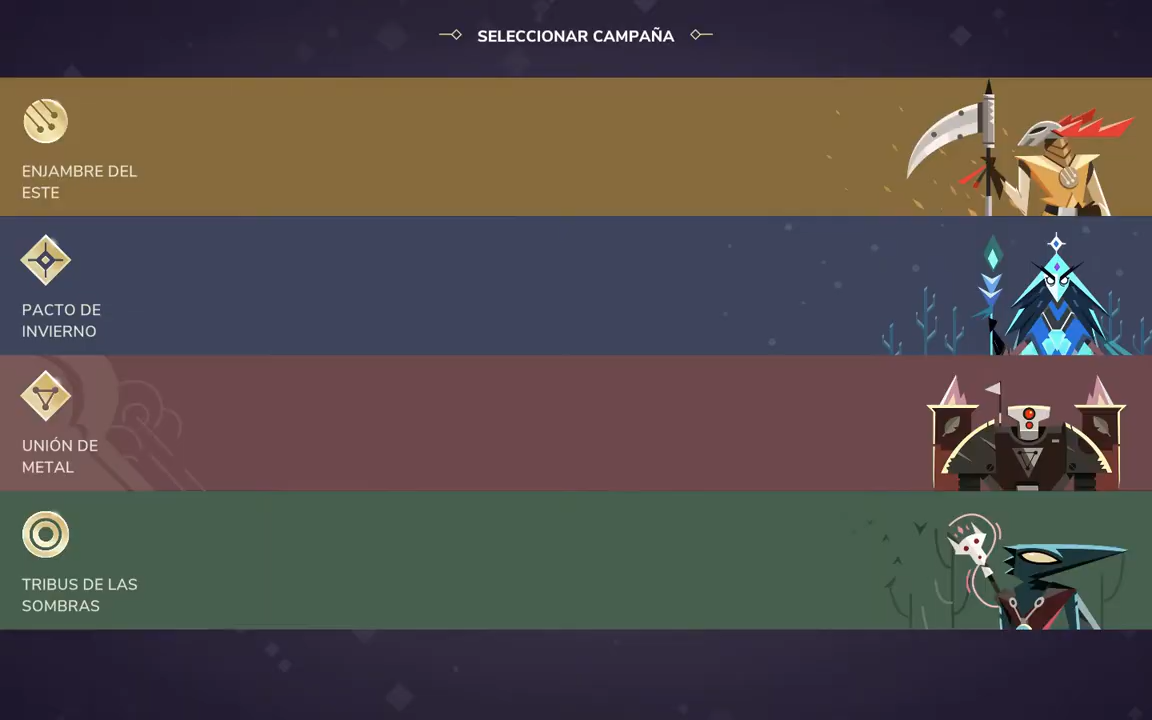 SELECCIONAR CAMPAÑA
ENJAMBRE DEL
ESTE
PACTO DE
INVIERNO
UNIÓN DE
METAL
TRIBUS DE LAS
SOMBRAS